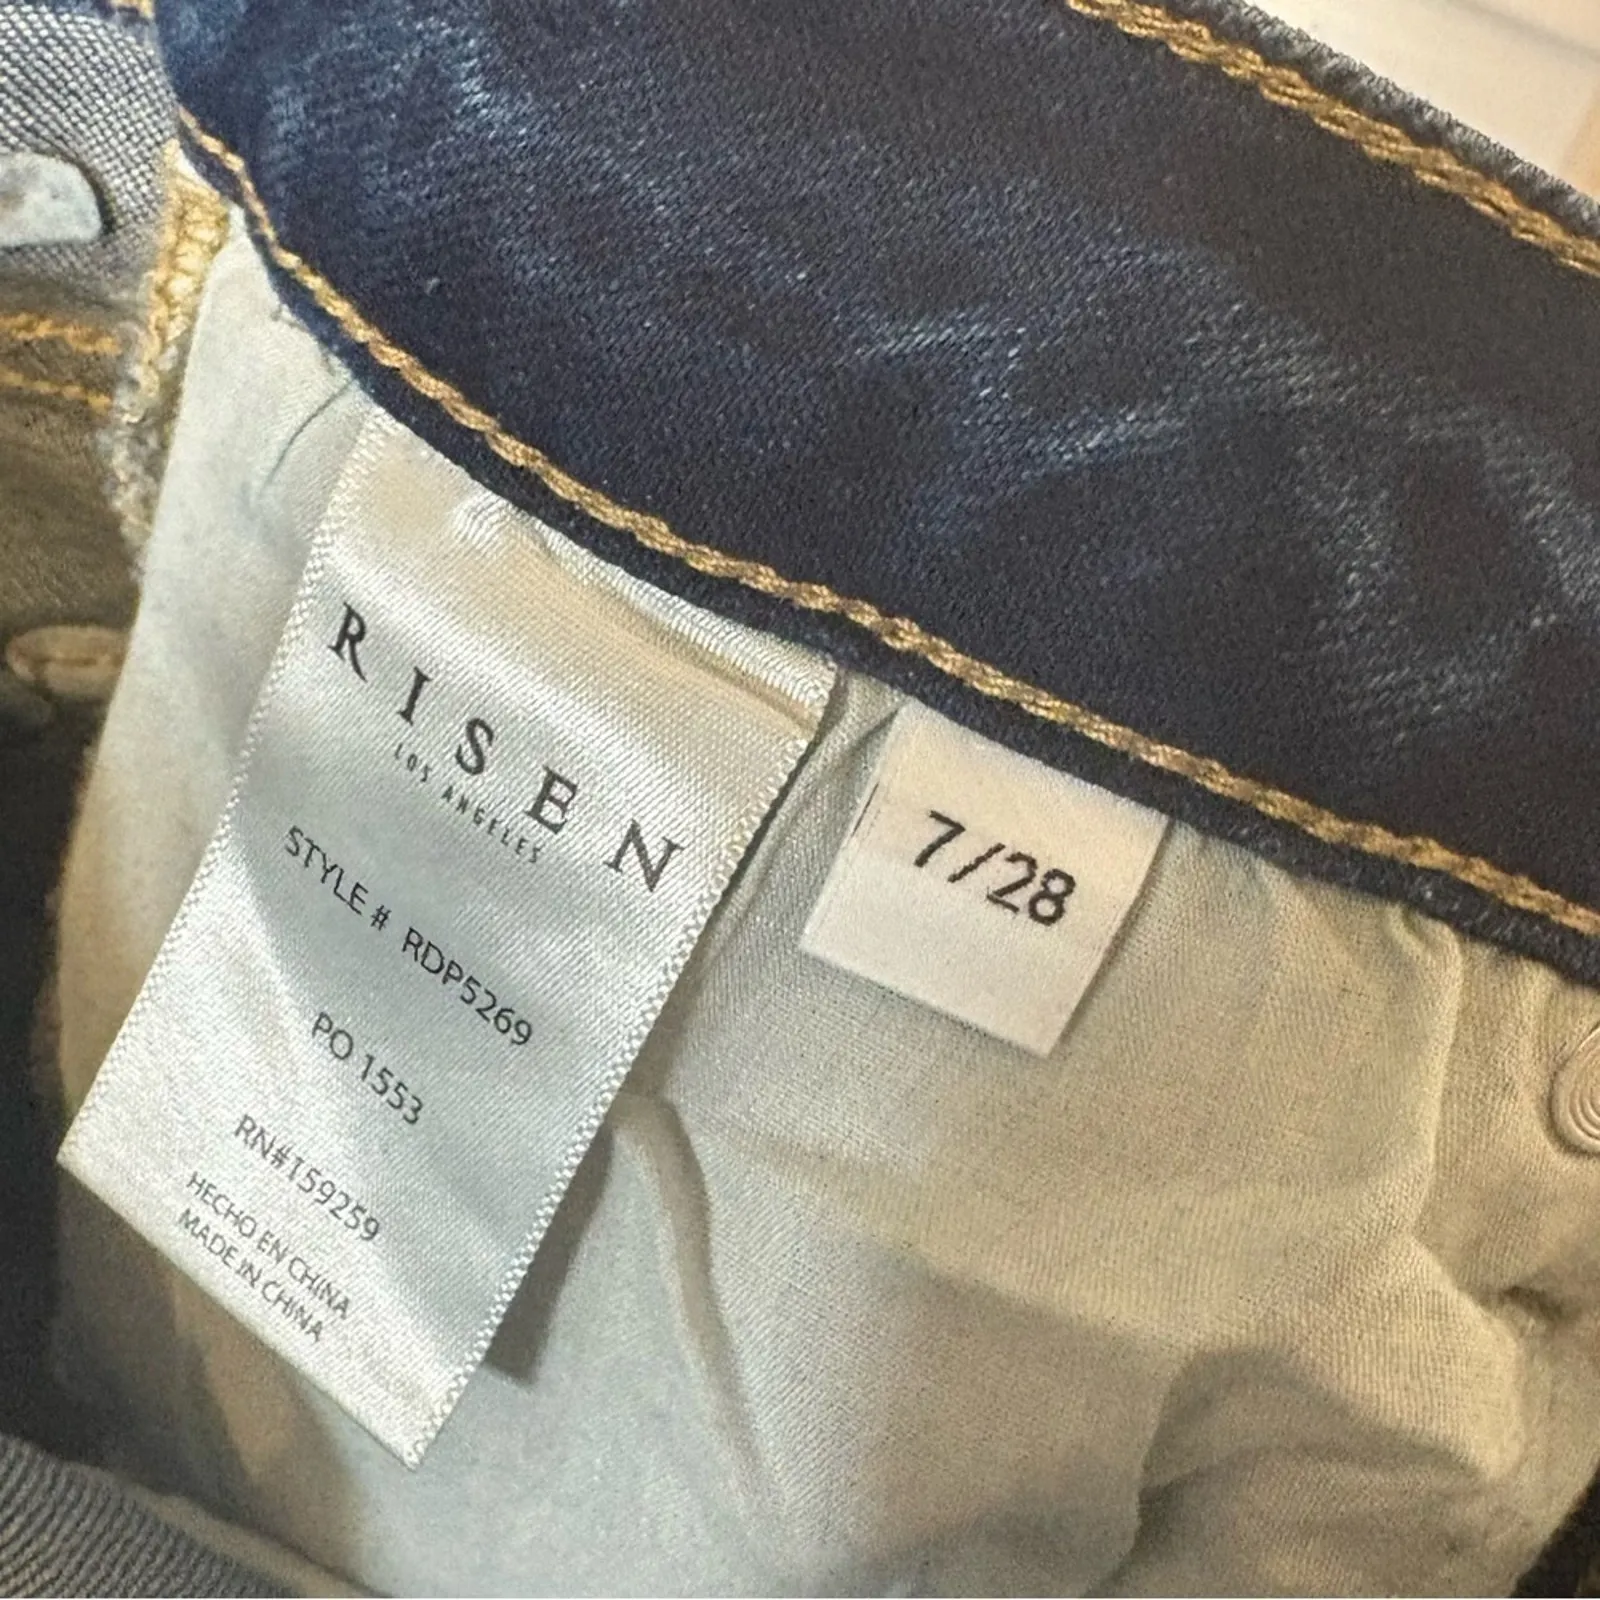 RISEN
LOS ANGELES
STYLE # RDP5269
PO 1553
RN#159259
HECHO EN CHINA
MADE IN CHINA
7/28